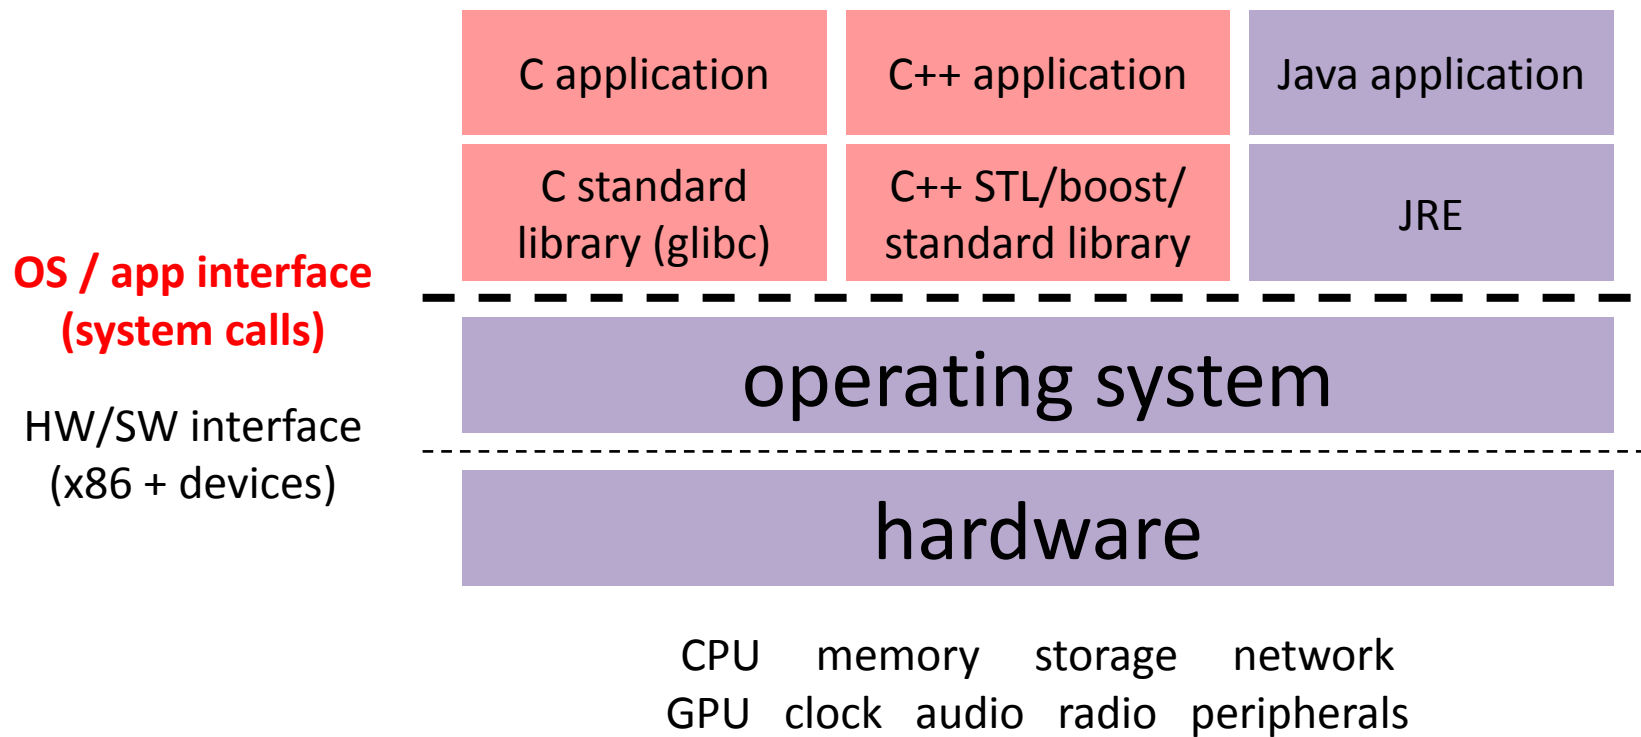 C application
C++ application
Java application
C standard
library (glibc)
C++ STL/boost/
standard library
JRE
OS / app interface
(system calls)
operating system
HW/SW interface
(x86 + devices)
hardware
CPU memory storage network
GPU clock audio radio peripherals